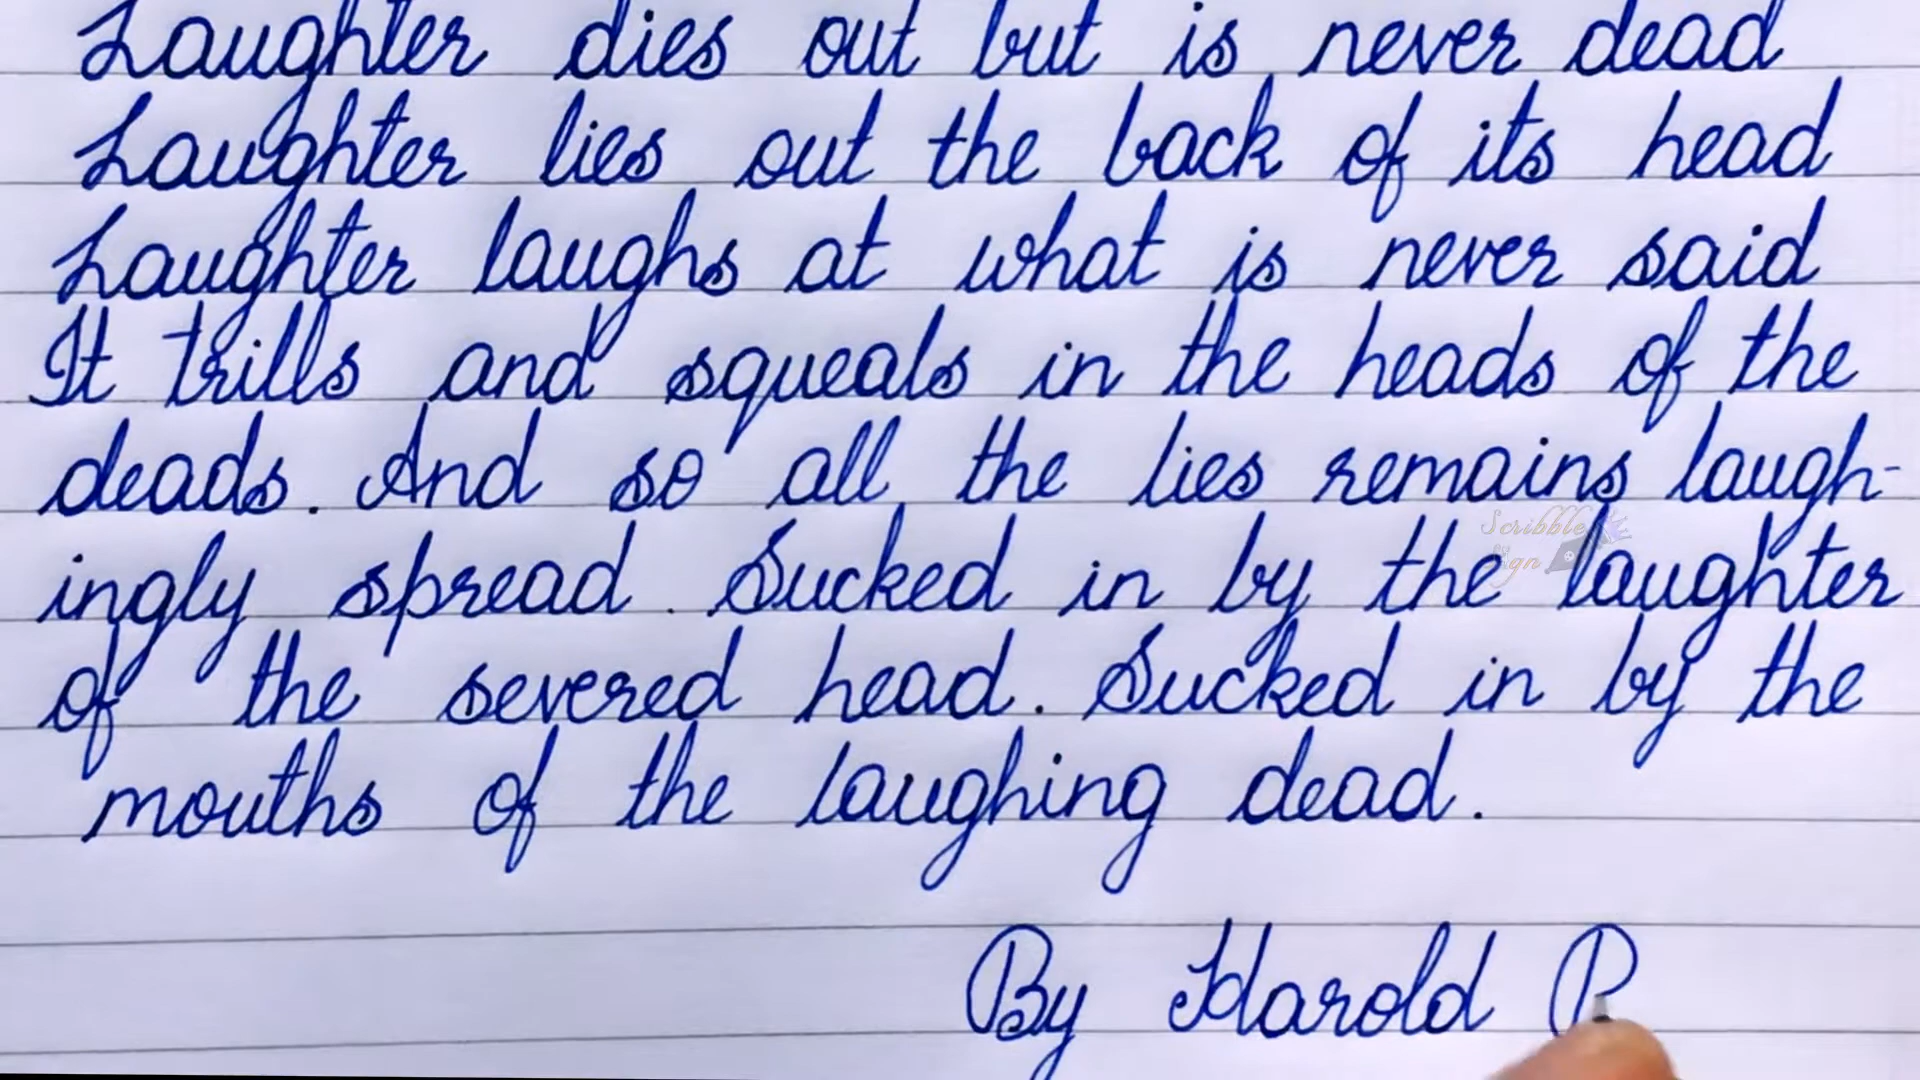 Laughter dies out but is never dead
Laughter lies out the back of its head
Laughter laughs at what is never said
It trills and squeals in the heads of the
deads. And so all the lies remains laugh-
ingly spread. Sucked in by the laughter
of the severed head. Sucked in by the
mouths of the laughing dead.
By Harold P
Scribble
By
Agn